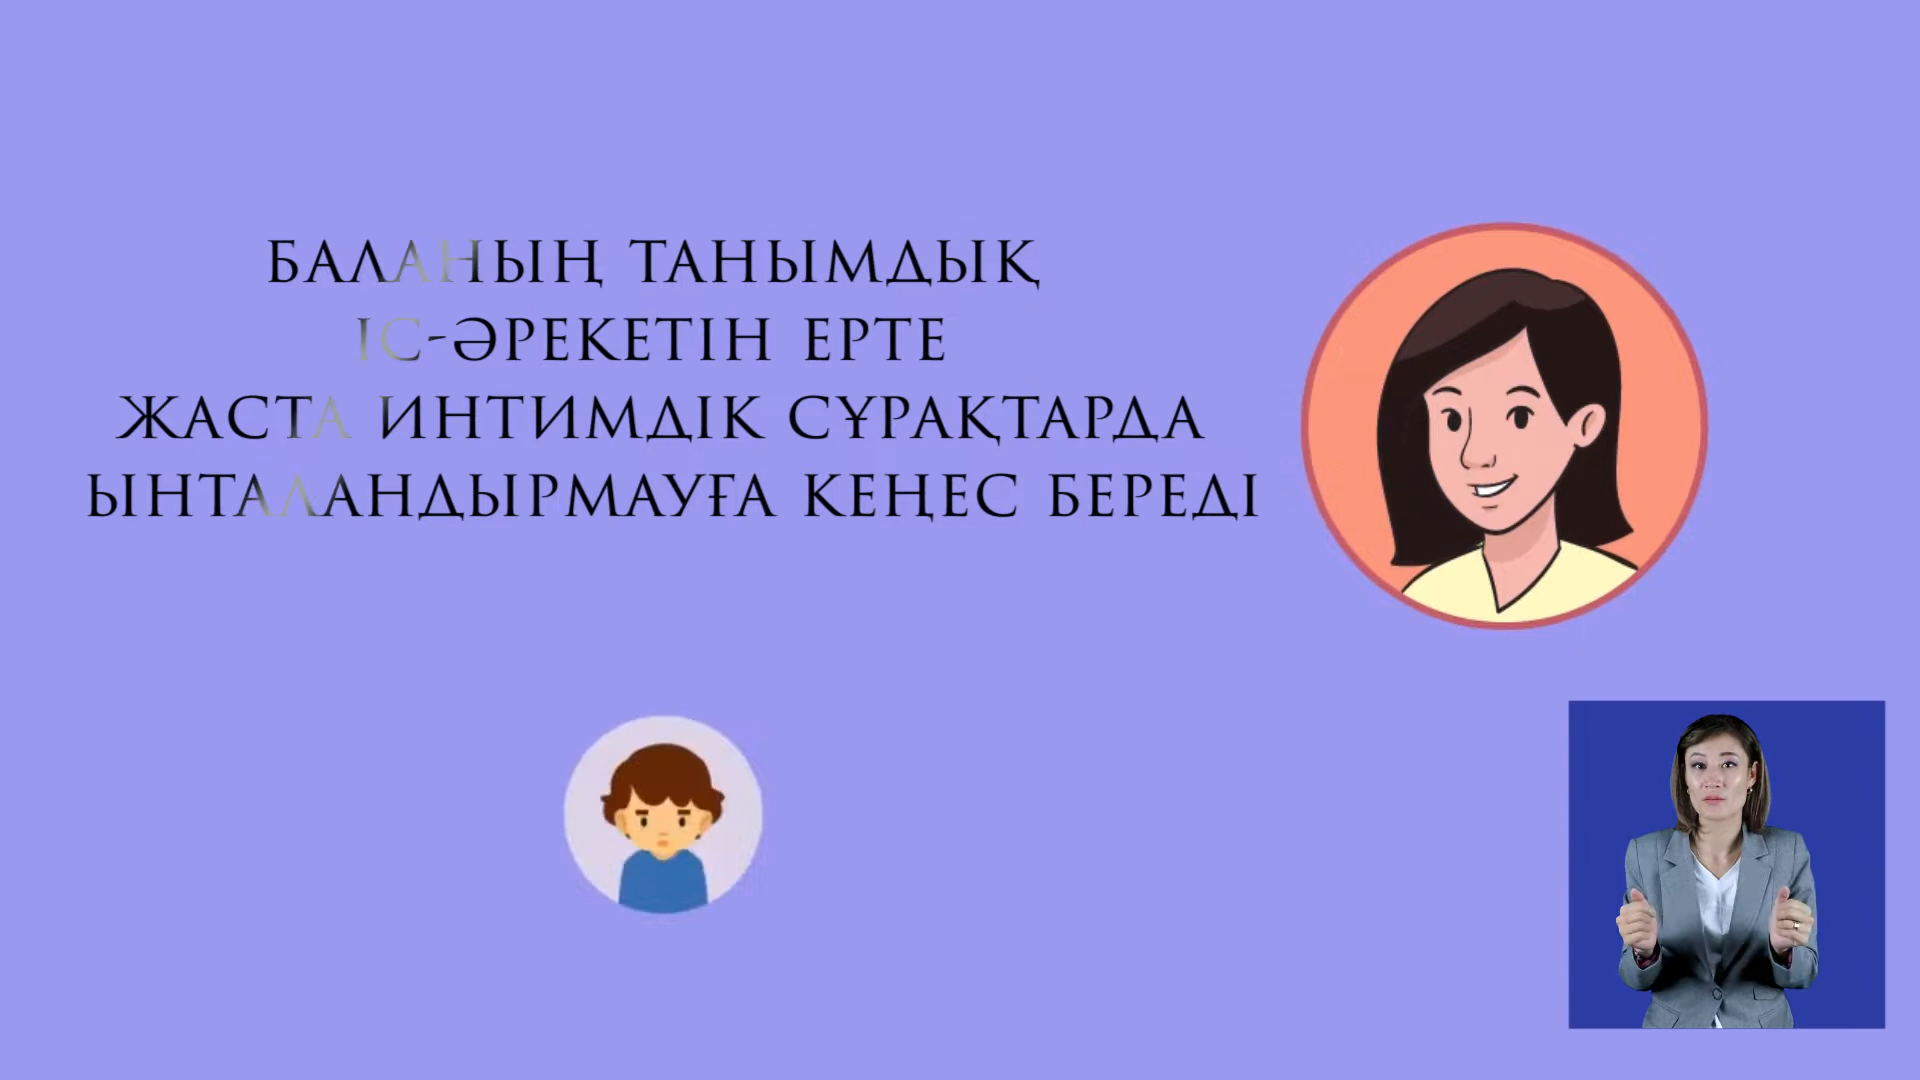 БАЛАНЫҢ ТАНЫМДЫҚ
ІС-ӘРЕКЕТІН ЕРТЕ
ЖАСТА ИНТИМДІК СҰРАҚТАРДА
ЫНТАЛАНДЫРМАУҒА КЕҢЕС БЕРЕДІ